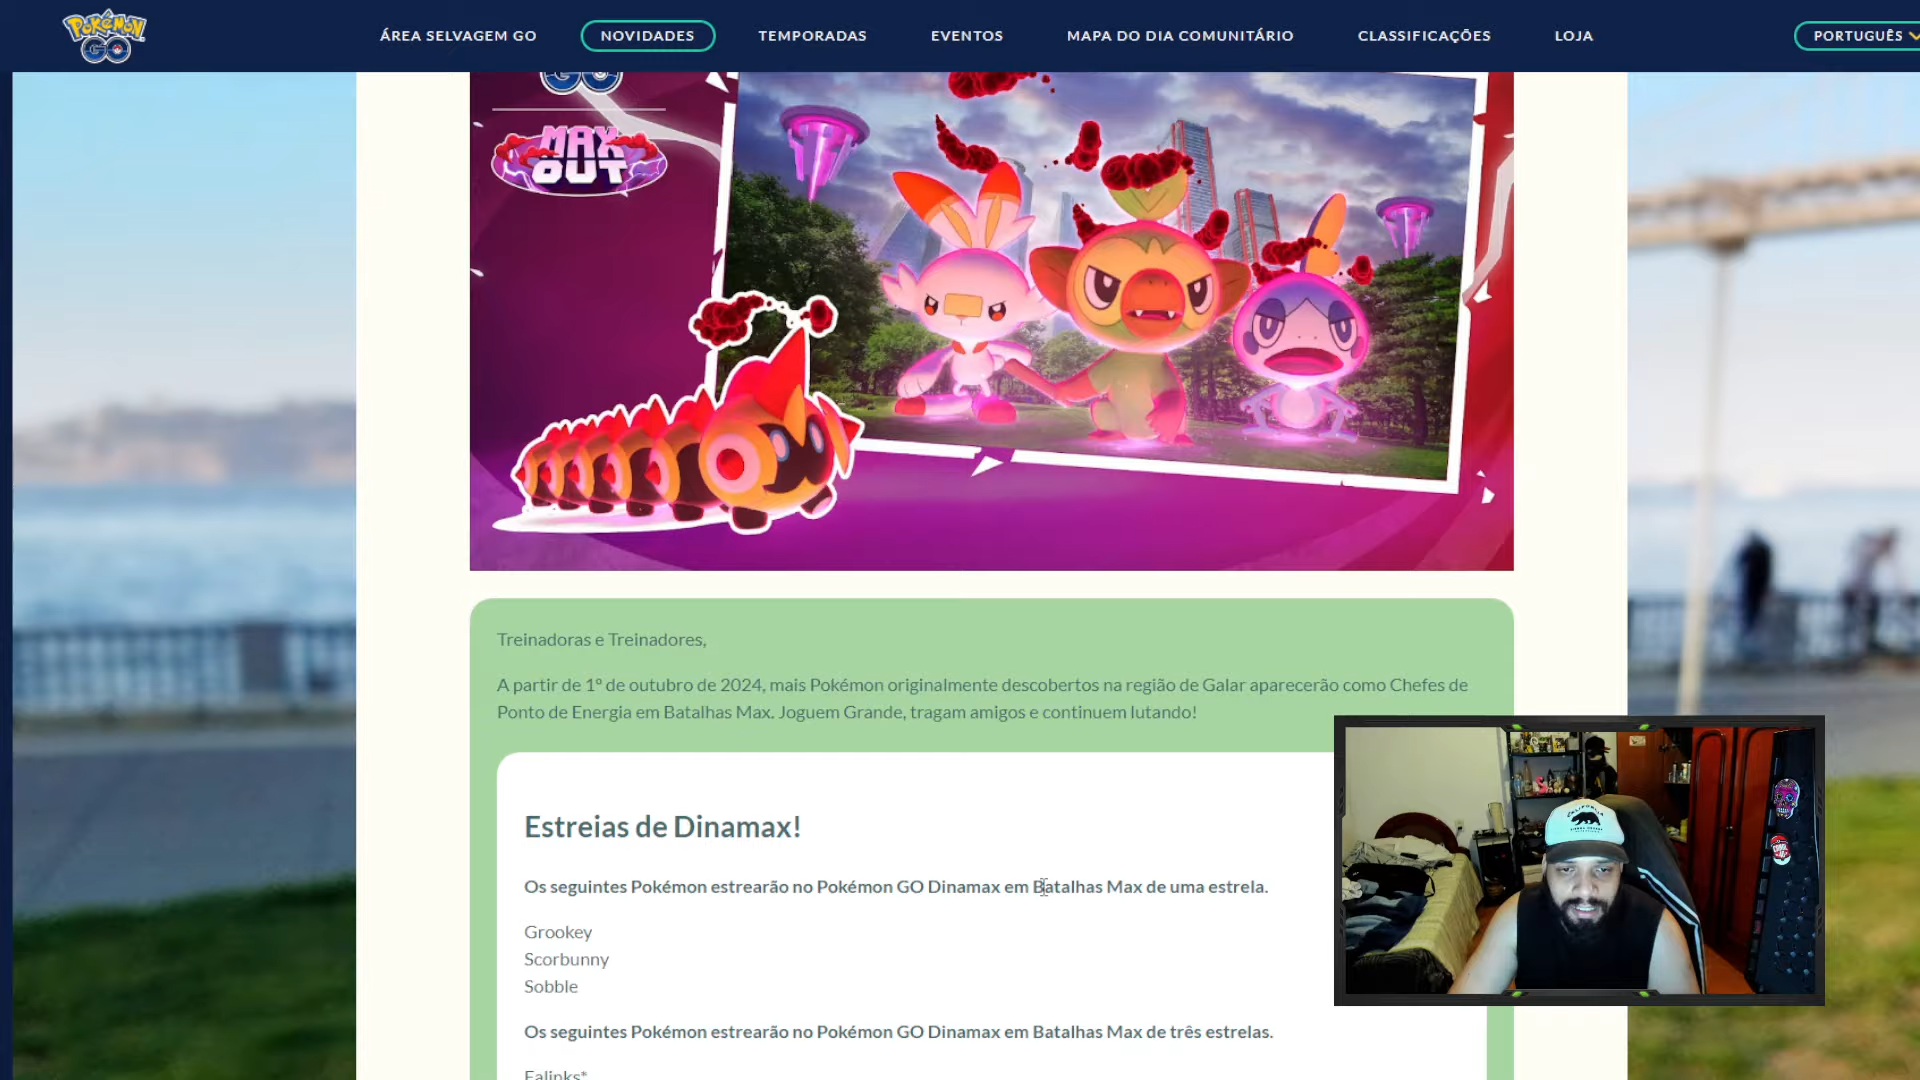 POKÉMON
GO
ÁREA SELVAGEM GO
NOVIDADES
TEMPORADAS
EVENTOS
MAPA DO DIA COMUNITÁRIO
CLASSIFICAÇÕES
LOJA
PORTUGUÊS
GO
MAX
OUT
Treinadoras e Treinadores,
A partir de 1º de outubro de 2024, mais Pokémon originalmente descobertos na região de Galar aparecerão como Chefes de
Ponto de Energia em Batalhas Max. Joguem Grande, tragam amigos e continuem lutando!
Estreias de Dinamax!
Os seguintes Pokémon estrearão no Pokémon GO Dinamax em Batalhas Max de uma estrela.
Grookey
Scorbunny
Sobble
Os seguintes Pokémon estrearão no Pokémon GO Dinamax em Batalhas Max de três estrelas.
Falinks*
CALIFORNIA